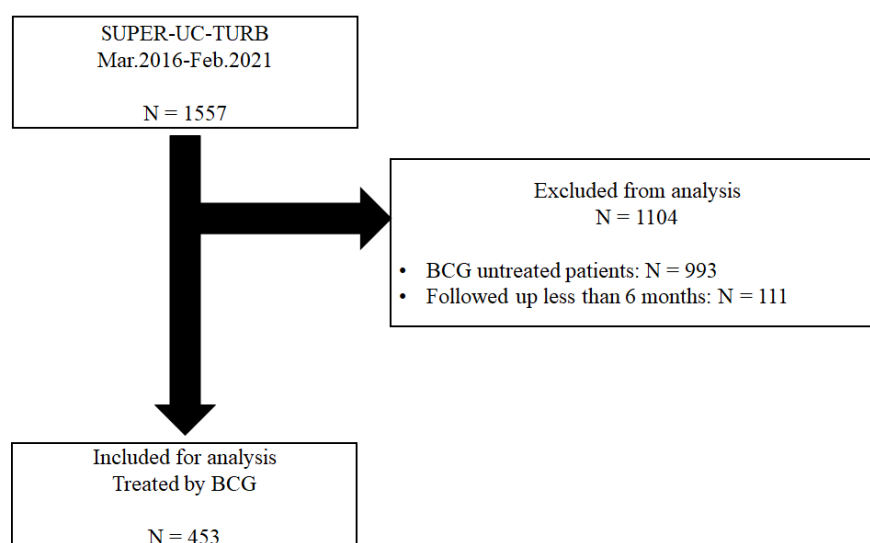 SUPER-UC-TURB
Mar.2016-Feb.2021
N = 1557
Excluded from analysis
N = 1104
• BCG untreated patients: N = 993
• Followed up less than 6 months: N = 111
Included for analysis
Treated by BCG
N = 453